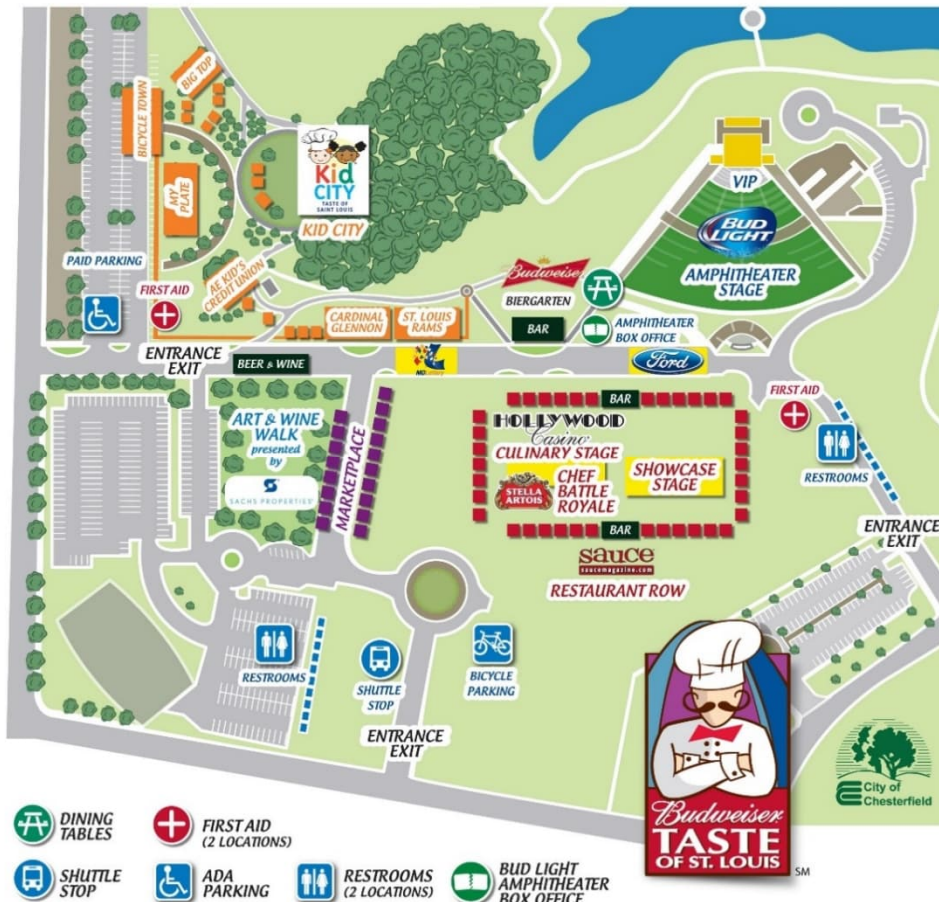 BIG TOP
BICYCLE TOWN
Kid
CITY
TASTE OF
SAINT LOUIS
KID CITY
MY
PLATE
VIP
BUD
LIGHT
AMPHITHEATER
STAGE
PAID PARKING
FIRST AID
AE KID'S
CREDIT UNION
Budweiser
BIERGARTEN
BAR
AMPHITHEATER
BOX OFFICE
CARDINAL
GLENNON
ST. LOUIS
RAMS
ENTRANCE
EXIT
BEER & WINE
Ford
FIRST AID
RESTROOMS
ART & WINE
WALK
presented
by
SACHS PROPERTIES
MARKETPLACE
BAR
HOLLYWOOD
Casino
CULINARY STAGE
STELLA
ARTOIS
CHEF
BATTLE
ROYALE
SHOWCASE
STAGE
BAR
sauce
saucemagazine.com
RESTAURANT ROW
ENTRANCE
EXIT
RESTROOMS
SHUTTLE
STOP
BICYCLE
PARKING
ENTRANCE
EXIT
Budweiser
TASTE
OF ST. LOUIS
SM
City of
Chesterfield
DINING
TABLES
FIRST AID
(2 LOCATIONS)
SHUTTLE
STOP
ADA
PARKING
RESTROOMS
(2 LOCATIONS)
BUD LIGHT
AMPHITHEATER
BOX OFFICE